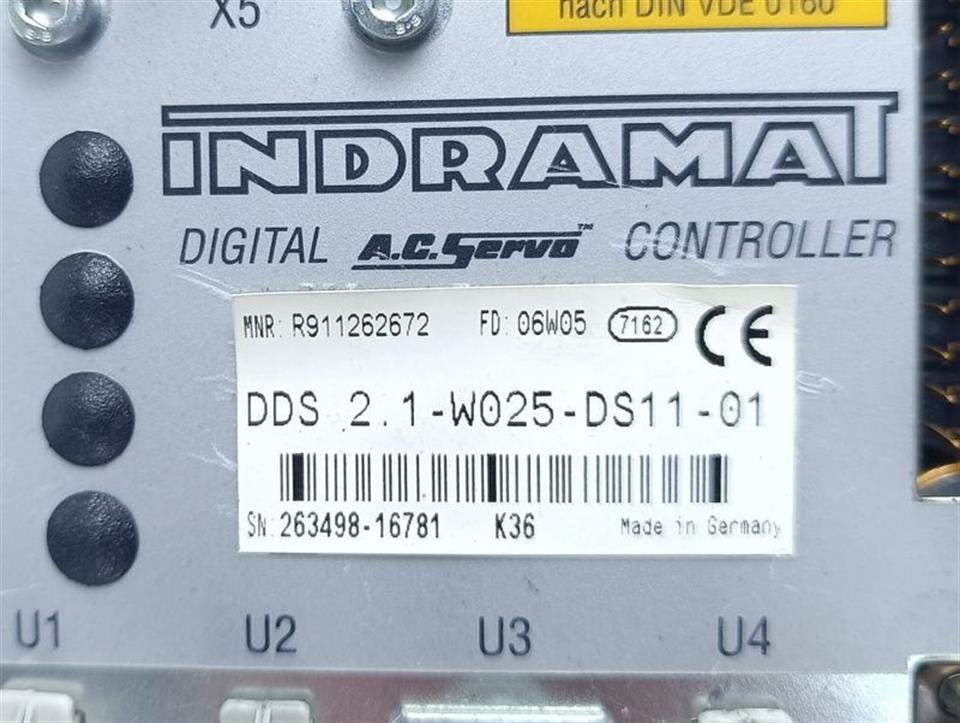 X5
nach DIN VDE 0160
INDRAMAT
DIGITAL A.C. Servo™ CONTROLLER
MNR: R911262672 FD: 06W05 7162 CE
DDS 2.1-W025-DS11-01
SN: 263498-16781 K36 Made in Germany
U1 U2 U3 U4